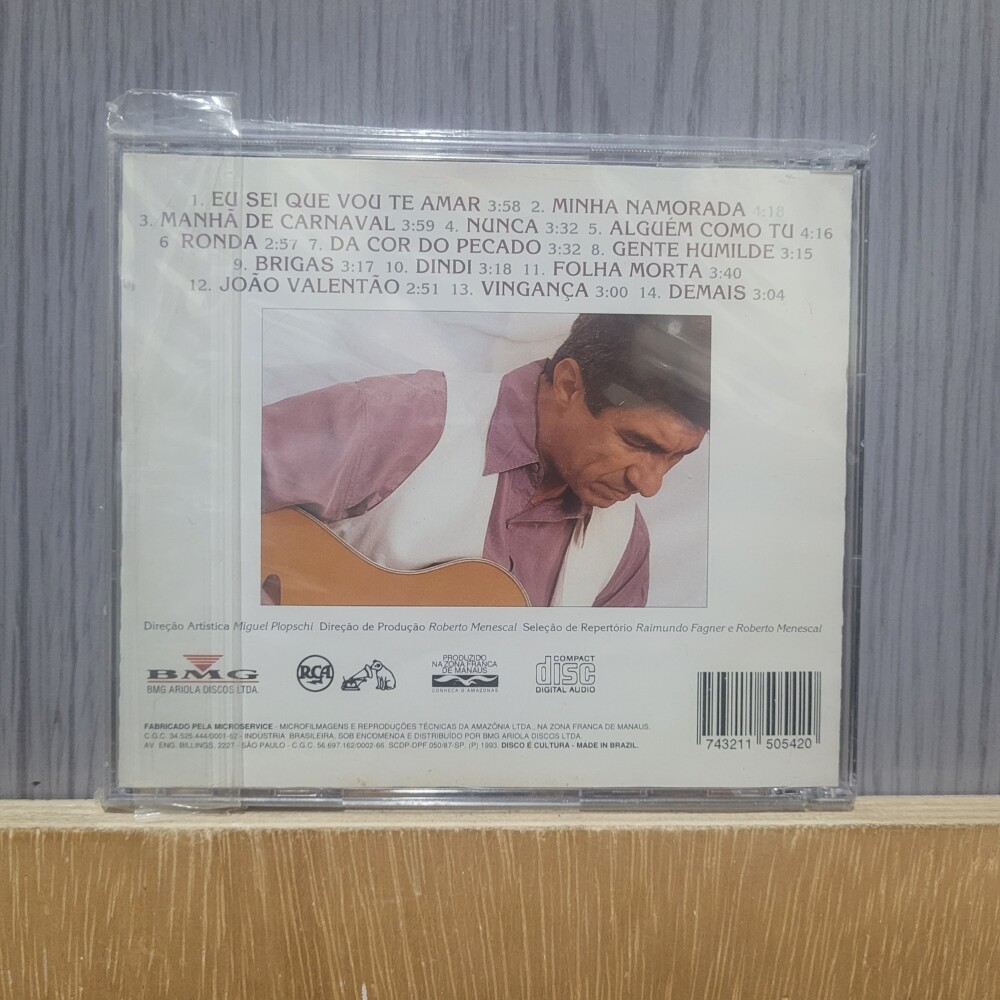 1. EU SEI QUE VOU TE AMAR 3:58 2. MINHA NAMORADA 4:18
3. MANHÃ DE CARNAVAL 3:59 4. NUNCA 3:32 5. ALGUÉM COMO TU 4:16
6 RONDA 2:57 7. DA COR DO PECADO 3:32 8. GENTE HUMILDE 3:15
9. BRIGAS 3:17 10. DINDI 3:18 11. FOLHA MORTA 3:40
12. JOÃO VALENTÃO 2:51 13. VINGANÇA 3:00 14. DEMAIS 3:04
Direção Artística Miguel Plopschi Direção de Produção Roberto Menescal Seleção de Repertório Raimundo Fagner e Roberto Menescal
BMG
BMG ARIOLA DISCOS LTDA.
RCA
PRODUZIDO
NA ZONA FRANCA
DE MANAUS
CONHEÇA O AMAZONAS
COMPACT
disc
DIGITAL AUDIO
FABRICADO PELA MICROSERVICE - MICROFILMAGENS E REPRODUÇÕES TÉCNICAS DA AMAZÔNIA LTDA., NA ZONA FRANCA DE MANAUS.
C.G.C. 34.525.444/0001-52 - INDÚSTRIA BRASILEIRA, SOB ENCOMENDA E DISTRIBUÍDO POR BMG ARIOLA DISCOS LTDA.
AV. ENG. BILLINGS, 2227 - SÃO PAULO - C.G.C. 56.697.162/0002-66. SCDP-DPF 050/87-SP. (P) 1993. DISCO É CULTURA - MADE IN BRAZIL.
743211 505420